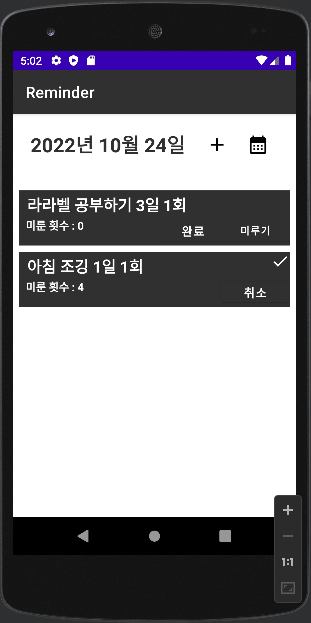 5:02
Reminder
2022년 10월 24일
라라벨 공부하기 3일 1회
미룬 횟수 : 0
완료 미루기
아침 조깅 1일 1회
미룬 횟수 : 4
취소
1:1